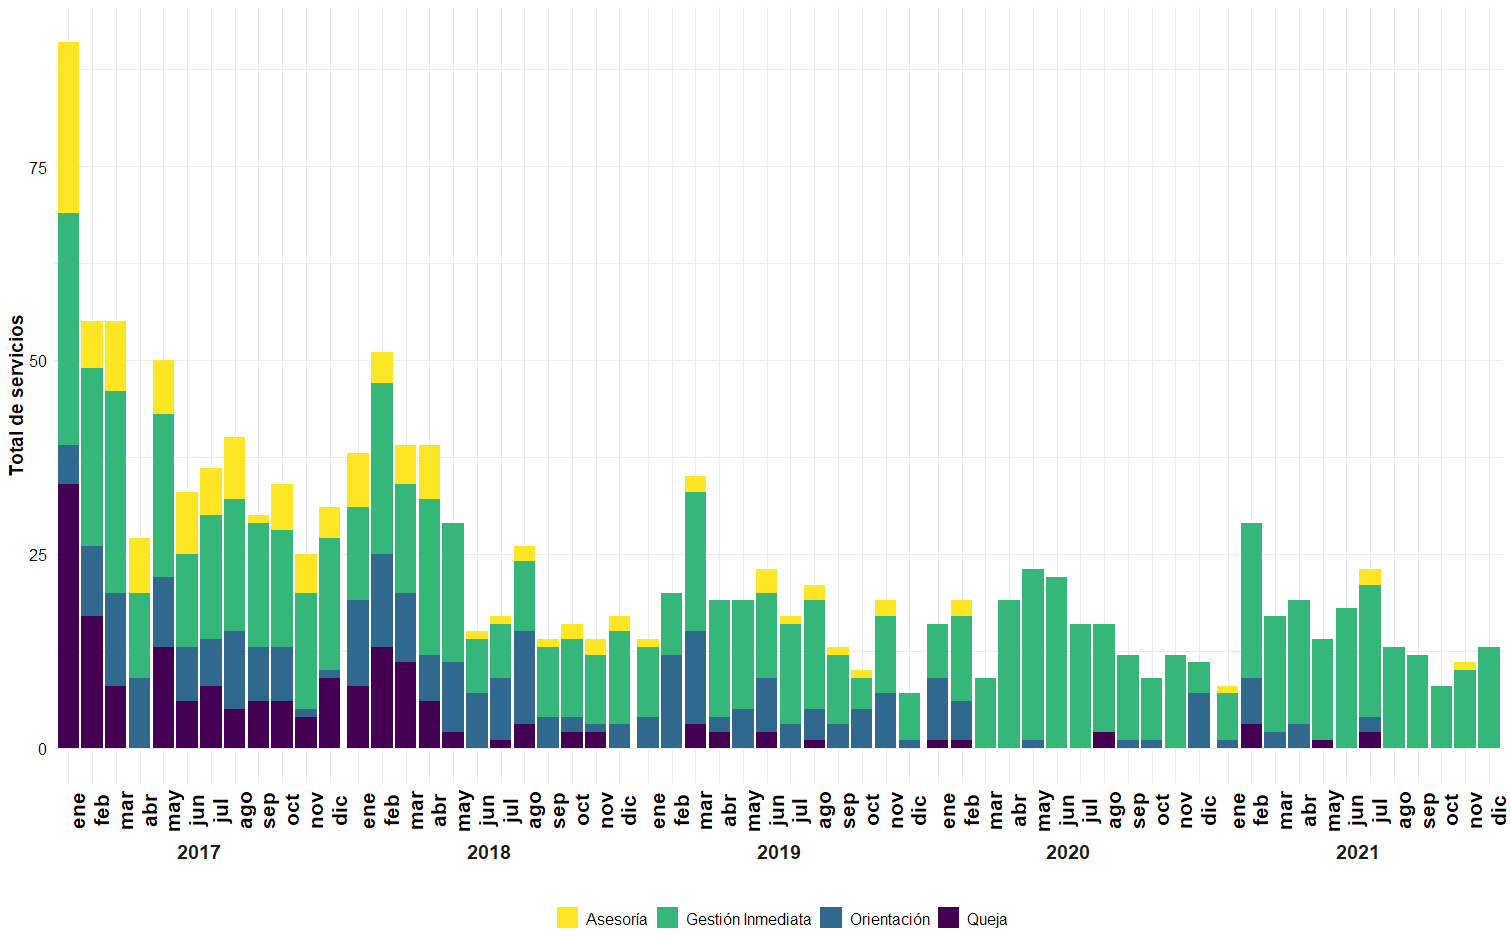 Total de servicios
75
50
25
0
ene feb mar abr may jun jul ago sep oct nov dic ene feb mar abr may jun jul ago sep oct nov dic ene feb mar abr may jun jul ago sep oct nov dic ene feb mar abr may jun jul ago sep oct nov dic ene feb mar abr may jun jul ago sep oct nov dic
2017 2018 2019 2020 2021
Asesoría Gestión Inmediata Orientación Queja